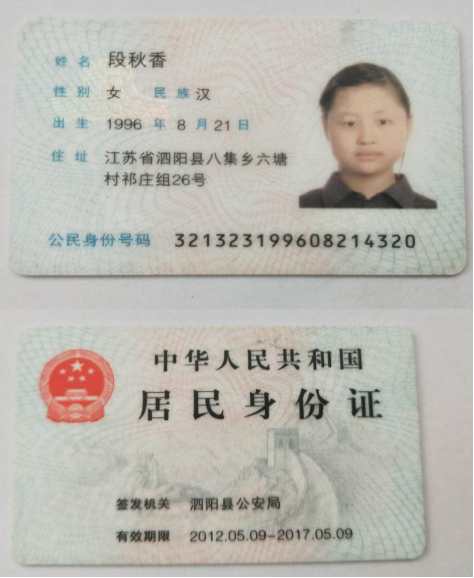 姓名 段秋香
性别 女 民族 汉
出生 1996 年 8 月 21 日
住址 江苏省泗阳县八集乡六塘
村祁庄组26号
公民身份号码 321323199608214320
中华人民共和国
居民身份证
签发机关 泗阳县公安局
有效期限 2012.05.09-2017.05.09